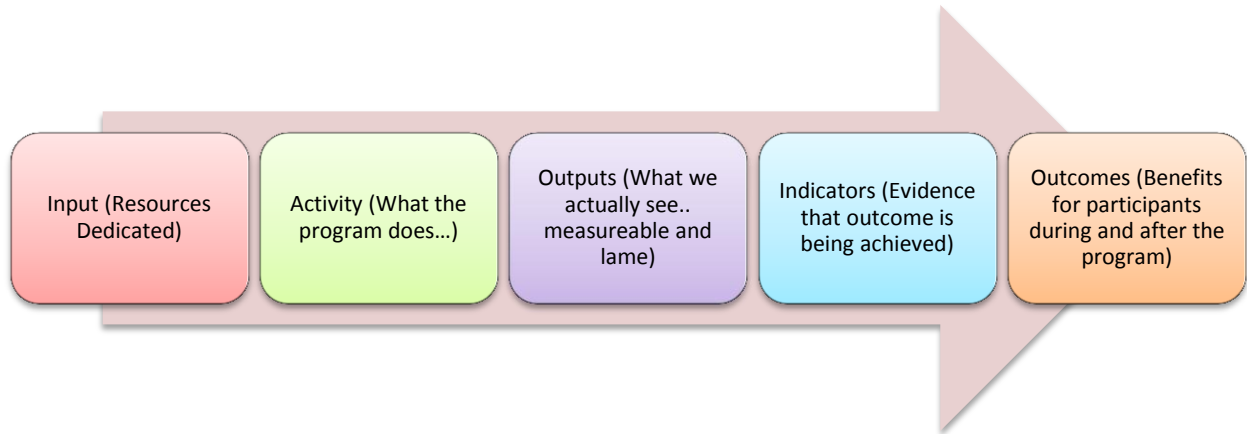 Input (Resources
Dedicated)
Activity (What the
program does…)
Outputs (What we
actually see..
measureable and
lame)
Indicators (Evidence
that outcome is
being achieved)
Outcomes (Benefits
for participants
during and after the
program)